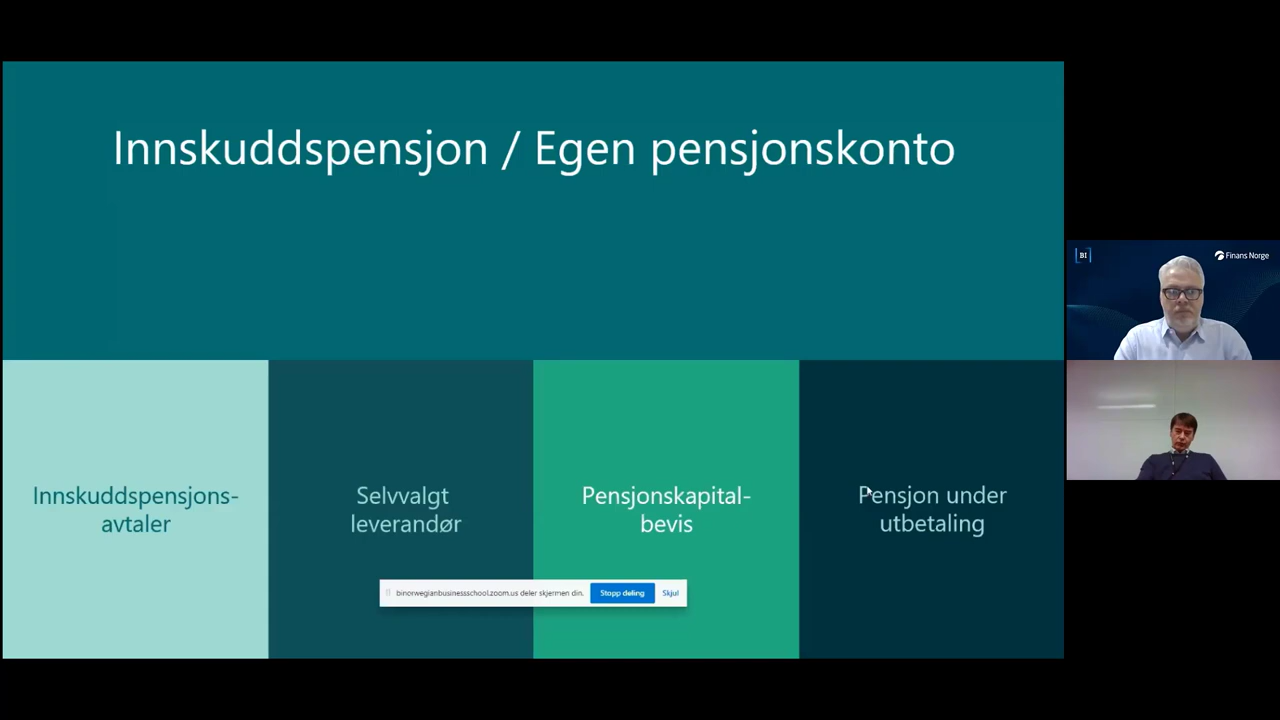 Innskuddspensjon / Egen pensjonskonto
BI
Finans Norge
Innskuddspensjons-
avtaler
Selvvalgt
leverandør
Pensjonskapital-
bevis
Pensjon under
utbetaling
binorwegianbusinessschool.zoom.us deler skjermen din.
Stopp deling
Skjul